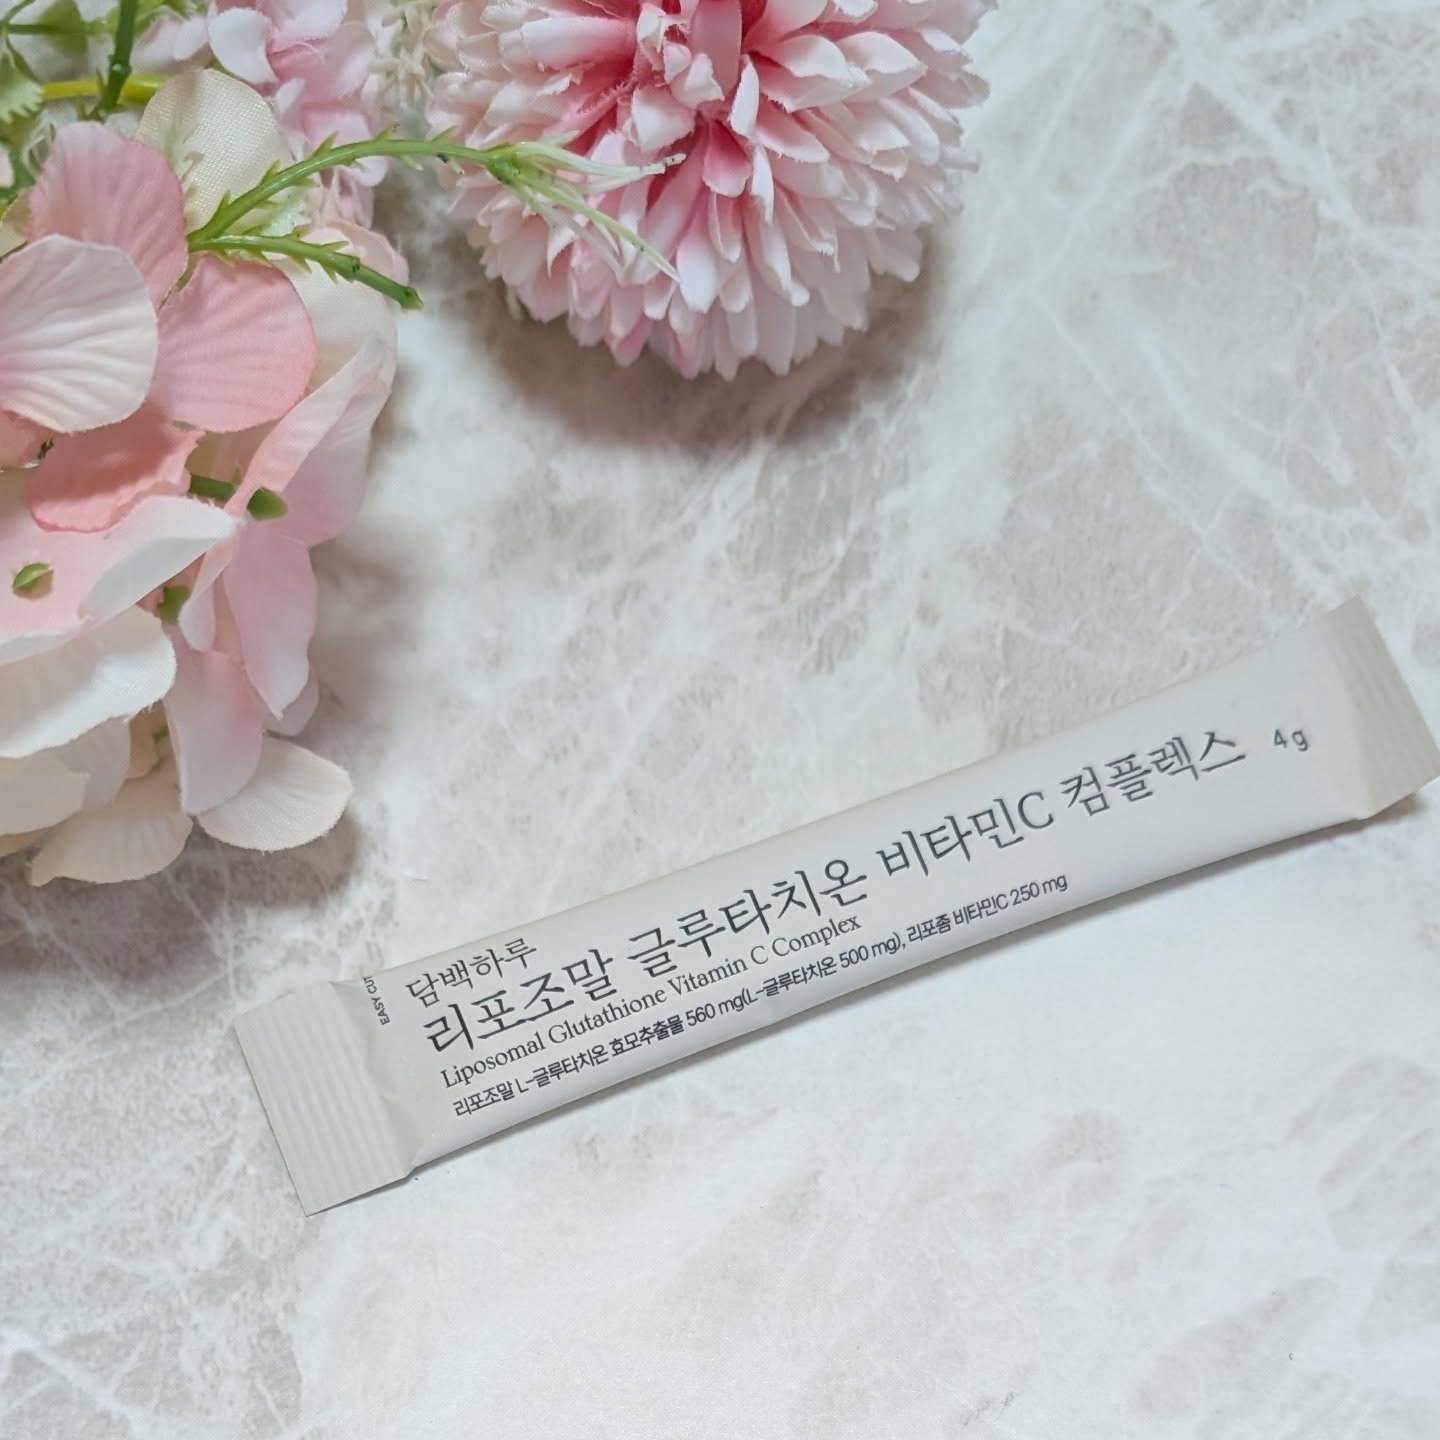 EASY CUT
담백하루
리포조말 글루타치온 비타민C 컴플렉스 4g
Liposomal Glutathione Vitamin C Complex
리포조말 L-글루타치온 효모추출물 560 mg(L-글루타치온 500 mg), 리포좀 비타민C 250 mg